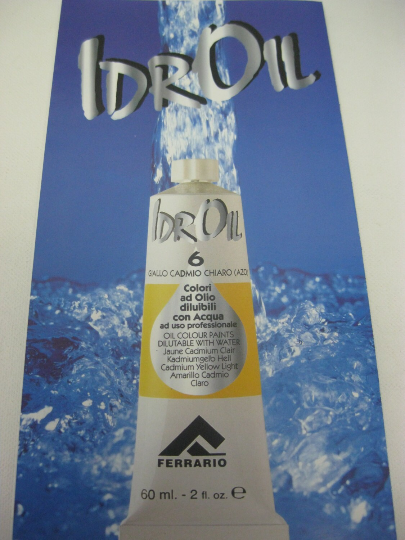 IDROIL
IDROIL
6
GIALLO CADMIO CHIARO (AZO)
Colori
ad Olio
diluibili
con Acqua
ad uso professionale
OIL COLOUR PAINTS
DILUTABLE WITH WATER
Jaune Cadmium Clair
Kadmiumgelb Hell
Cadmium Yellow Light
Amarillo Cadmio
Claro
FERRARIO
60 ml. - 2 fl. oz. ℮